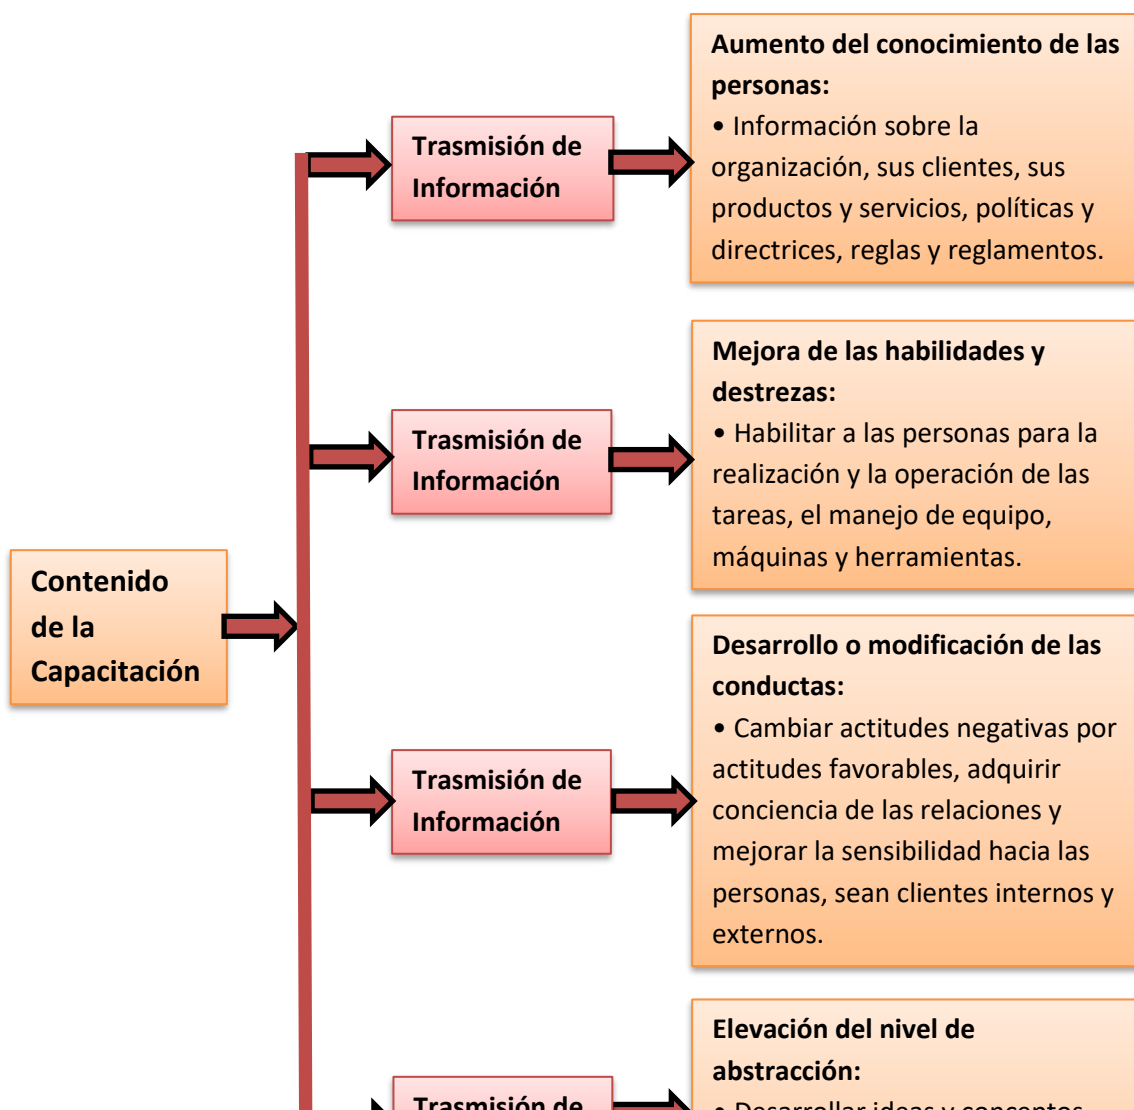 Contenido
de la
Capacitación
Trasmisión de
Información
Aumento del conocimiento de las
personas:
• Información sobre la
organización, sus clientes, sus
productos y servicios, políticas y
directrices, reglas y reglamentos.
Trasmisión de
Información
Mejora de las habilidades y
destrezas:
• Habilitar a las personas para la
realización y la operación de las
tareas, el manejo de equipo,
máquinas y herramientas.
Trasmisión de
Información
Desarrollo o modificación de las
conductas:
• Cambiar actitudes negativas por
actitudes favorables, adquirir
conciencia de las relaciones y
mejorar la sensibilidad hacia las
personas, sean clientes internos y
externos.
Trasmisión de
Elevación del nivel de
abstracción:
• Desarrollar ideas y conceptos